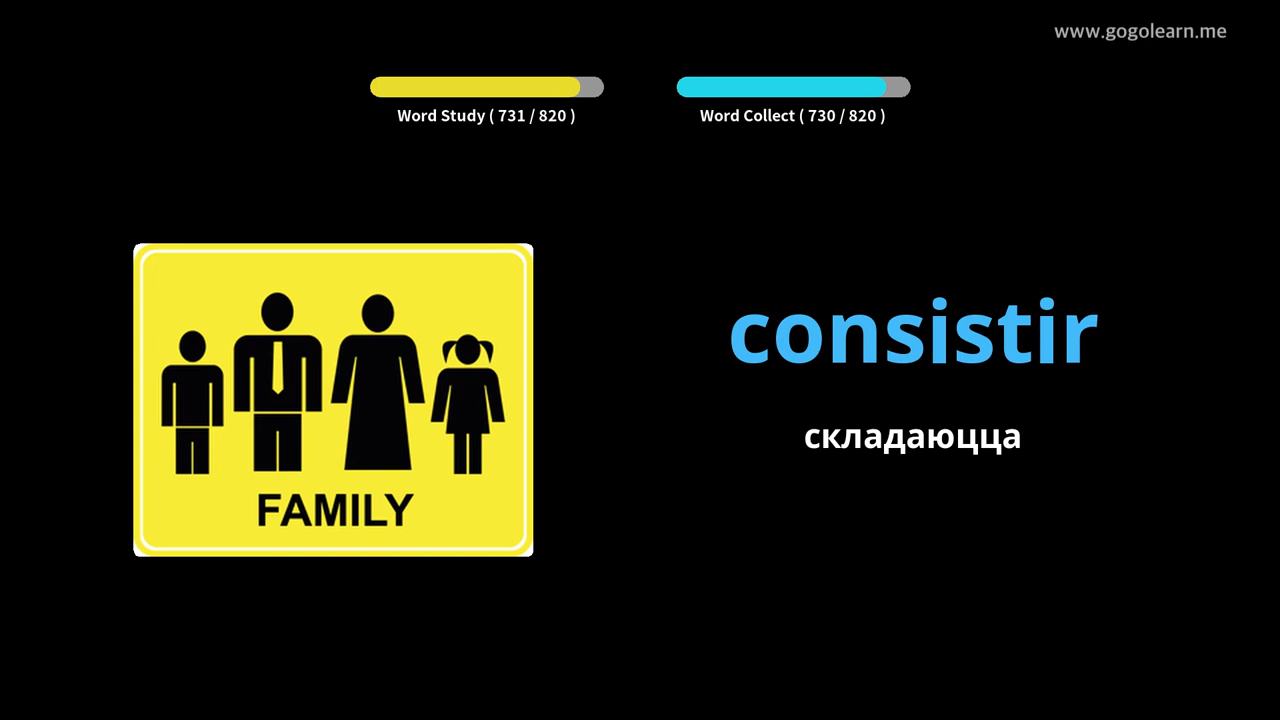 www.gogolearn.me
Word Study ( 731 / 820 )
Word Collect ( 730 / 820 )
FAMILY
consistir
складаюцца